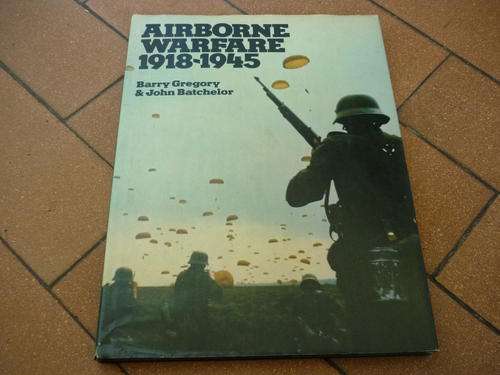 AIRBORNE
WARFARE
1918-1945
Barry Gregory
& John Batchelor